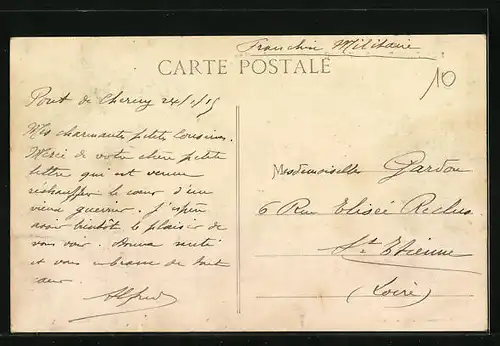 Franchise Militaire
CARTE POSTALE
10
Pont de Cheruy 24/1/15
Mes charmantes petites Cousines.
Merci de votre chère petite
lettre qui est venue
réchauffer le cœur d'un
vieux guerrier. J'espère
avoir bientôt le plaisir de
vous voir. Bonne santé
et vous embrasse de tout
cœur.
Alfred
Mesdemoiselles Gardon
6 Rue Elisée Reclus
St Etienne
(Loire)